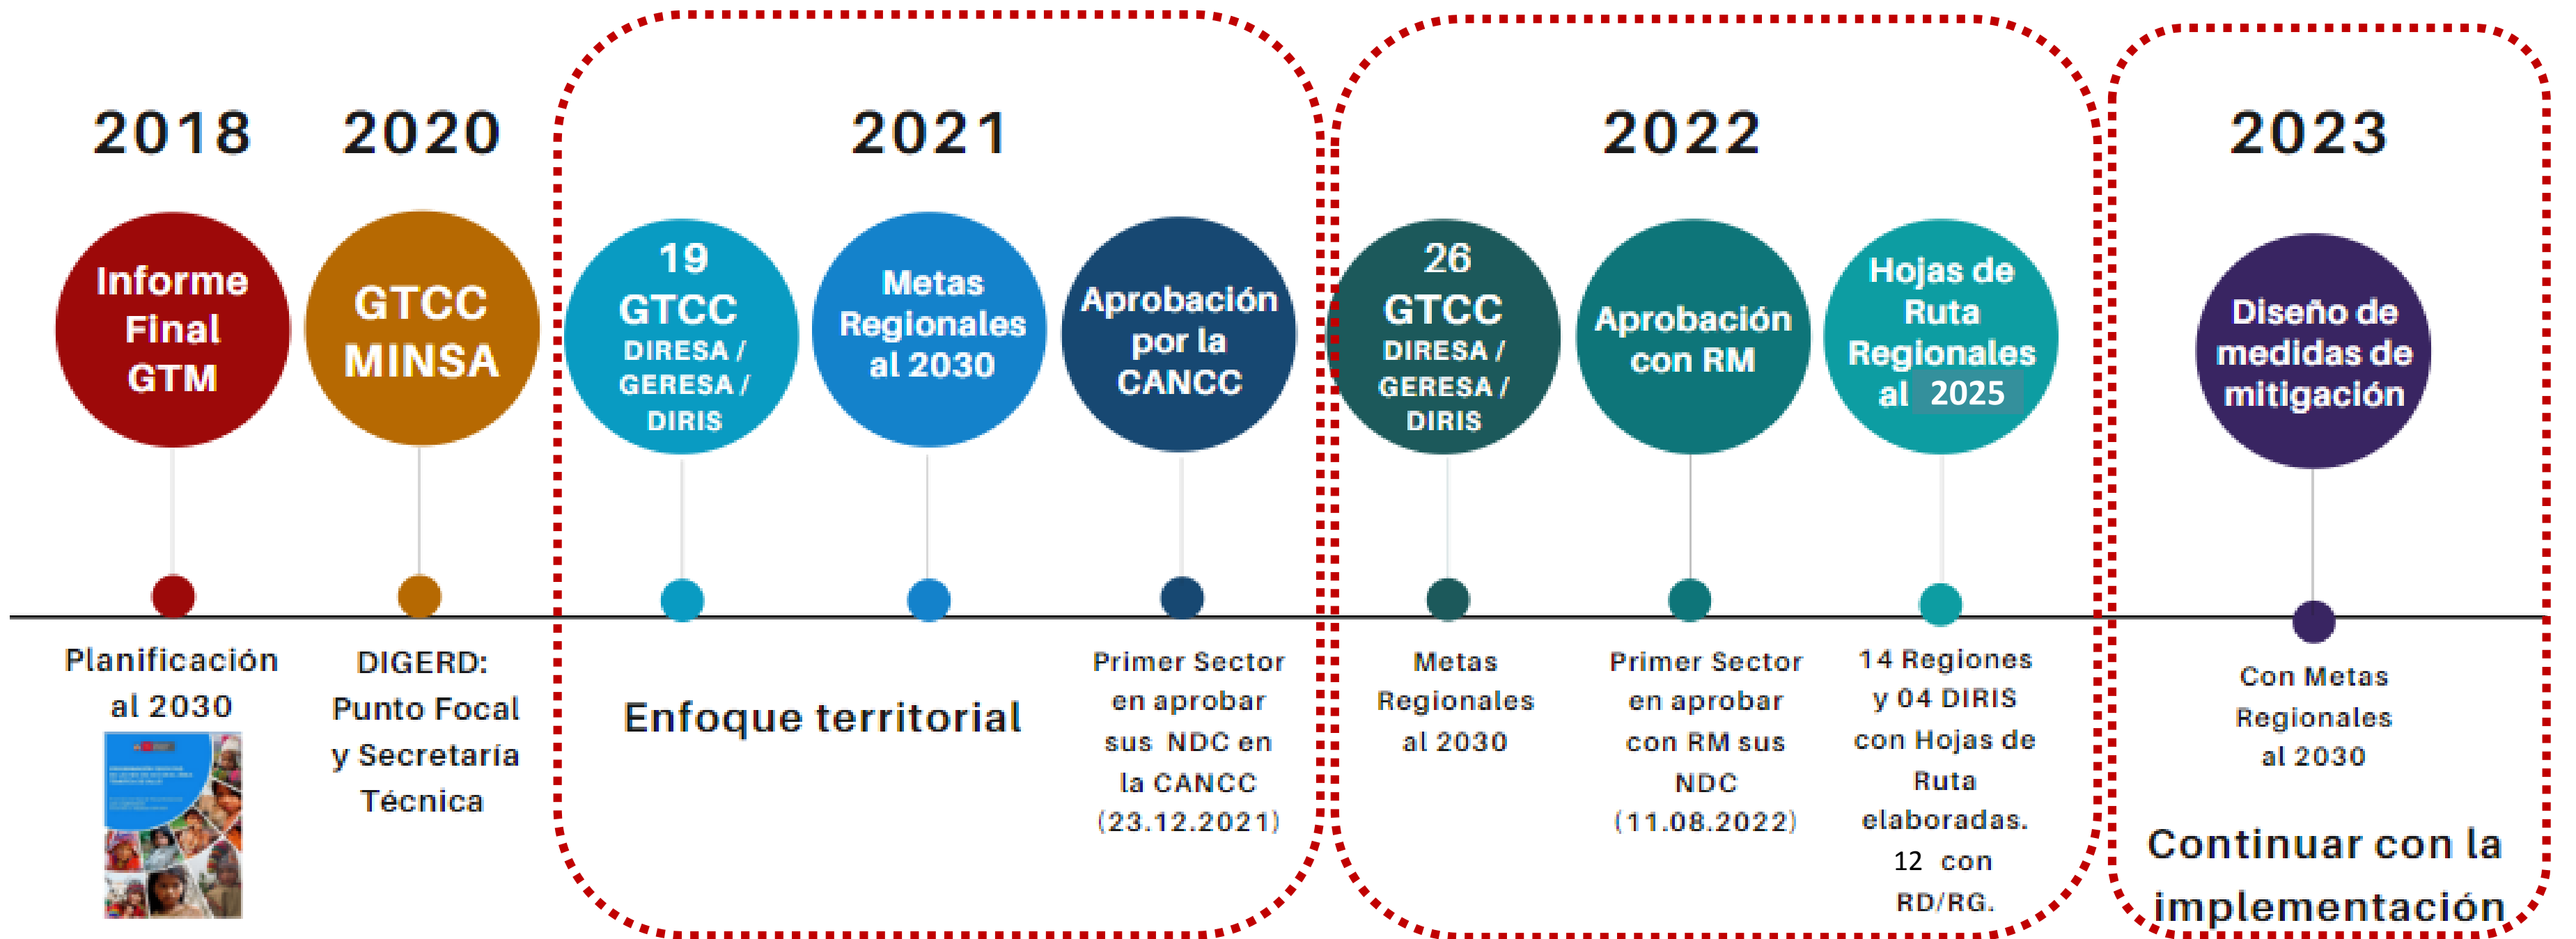 2018
2020
2021
2022
2023
Informe
Final
GTM
GTCC
MINSA
19
GTCC
DIRESA /
GERESA /
DIRIS
Metas
Regionales
al 2030
Aprobación
por la
CANCC
26
GTCC
DIRESA /
GERESA /
DIRIS
Aprobación
con RM
Hojas de
Ruta
Regionales
al 2025
Diseño de
medidas de
mitigación
Planificación
al 2030
DIGERD:
Punto Focal
y Secretaría
Técnica
Enfoque territorial
Primer Sector
en aprobar
sus NDC en
la CANCC
(23.12.2021)
Metas
Regionales
al 2030
Primer Sector
en aprobar
con RM sus
NDC
(11.08.2022)
14 Regiones
y 04 DIRIS
con Hojas de
Ruta
elaboradas.
12 con
RD/RG.
Con Metas
Regionales
al 2030
Continuar con la
implementación